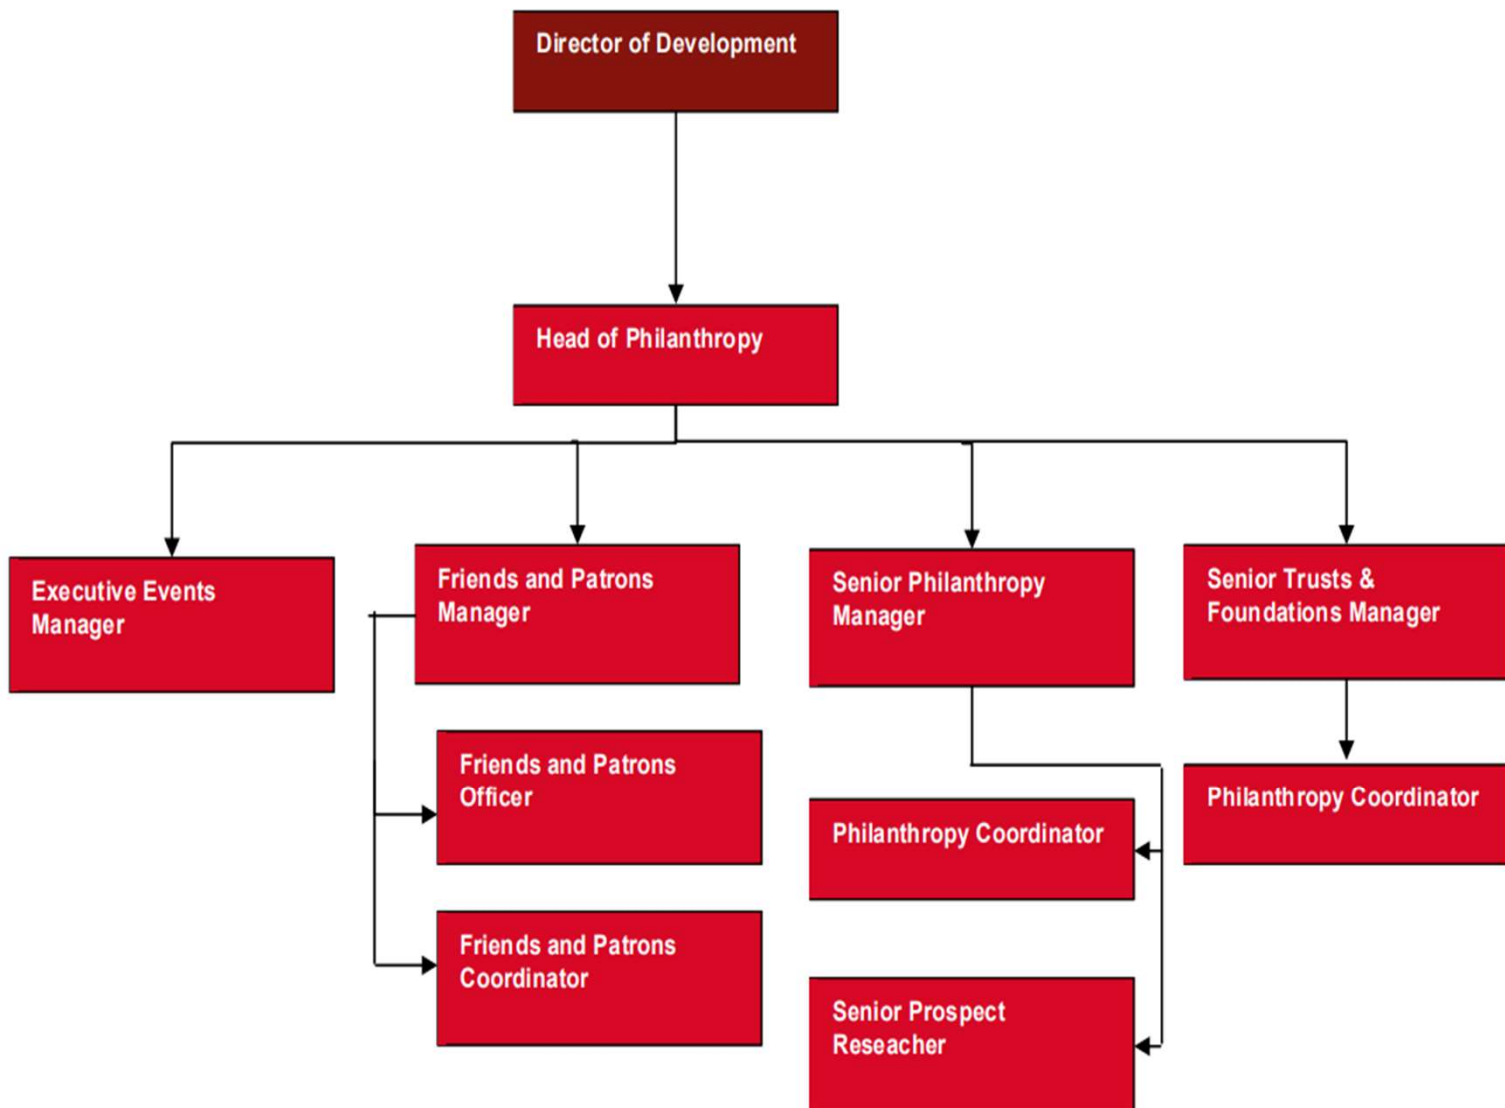 Director of Development
Head of Philanthropy
Executive Events
Manager
Friends and Patrons
Manager
Senior Philanthropy
Manager
Senior Trusts &
Foundations Manager
Friends and Patrons
Officer
Philanthropy Coordinator
Philanthropy Coordinator
Friends and Patrons
Coordinator
Senior Prospect
Reseacher